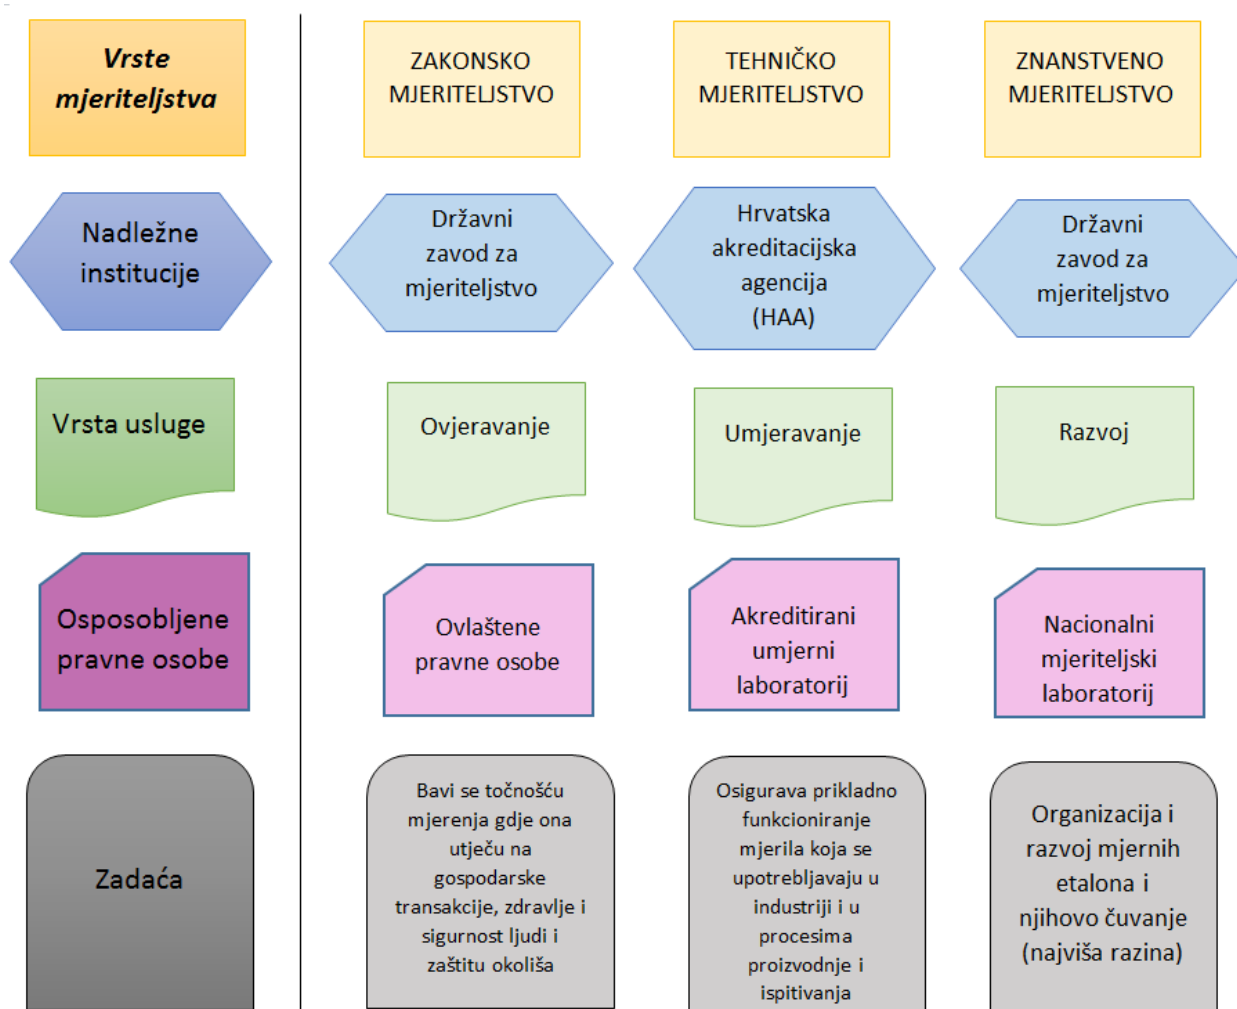 Vrste
mjeriteljstva
ZAKONSKO
MJERITELJSTVO
TEHNIČKO
MJERITELJSTVO
ZNANSTVENO
MJERITELJSTVO
Nadležne
institucije
Državni
zavod za
mjeriteljstvo
Hrvatska
akreditacijska
agencija
(HAA)
Državni
zavod za
mjeriteljstvo
Vrsta usluge
Ovjeravanje
Umjeravanje
Razvoj
Osposobljene
pravne osobe
Ovlaštene
pravne osobe
Akreditirani
umjerni
laboratorij
Nacionalni
mjeriteljski
laboratorij
Zadaća
Bavi se točnošću
mjerenja gdje ona
utječu na
gospodarske
transakcije, zdravlje i
sigurnost ljudi i
zaštitu okoliša
Osigurava prikladno
funkcioniranje
mjerila koja se
upotrebljavaju u
industriji i u
procesima
proizvodnje i
ispitivanja
Organizacija i
razvoj mjernih
etalona i
njihovo čuvanje
(najviša razina)